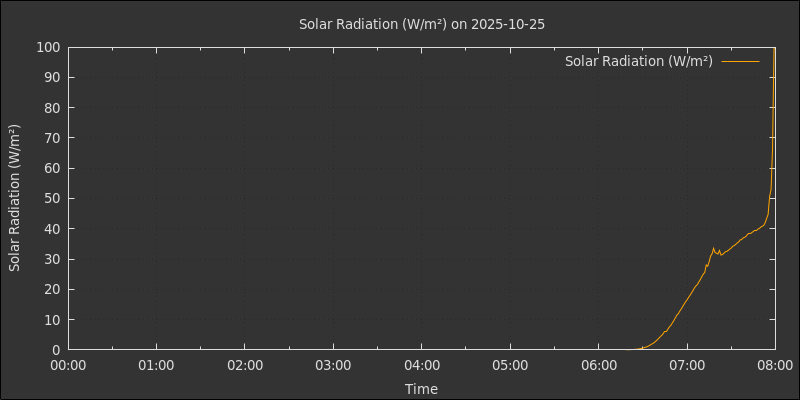 Solar Radiation (W/m²) on 2025-10-25
Solar Radiation (W/m²)
Solar Radiation (W/m²)
100
90
80
70
60
50
40
30
20
10
0
00:00 01:00 02:00 03:00 04:00 05:00 06:00 07:00 08:00
Time